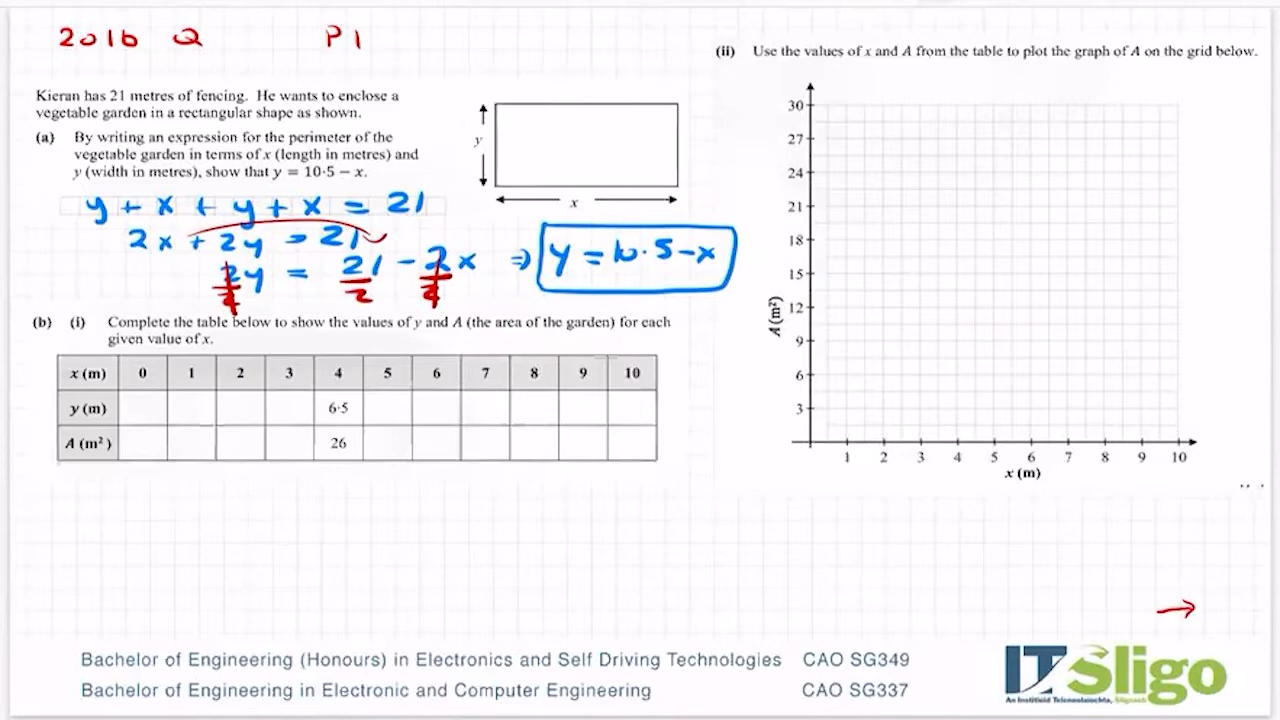 2016 Q P1
Kieran has 21 metres of fencing. He wants to enclose a
vegetable garden in a rectangular shape as shown.
(a) By writing an expression for the perimeter of the
vegetable garden in terms of x (length in metres) and
y (width in metres), show that y = 10·5 − x.
y
x
y + x + y + x = 21
2x + 2y = 21
2y/2 = 21/2 − 2x/2 ⇒ y = 10.5 − x
(b) (i) Complete the table below to show the values of y and A (the area of the garden) for each
given value of x.
x (m) 0 1 2 3 4 5 6 7 8 9 10
y (m) 6·5
A (m²) 26
(ii) Use the values of x and A from the table to plot the graph of A on the grid below.
30
27
24
21
18
15
12
9
6
3
A (m²)
1 2 3 4 5 6 7 8 9 10
x (m)
→
Bachelor of Engineering (Honours) in Electronics and Self Driving Technologies CAO SG349
Bachelor of Engineering in Electronic and Computer Engineering CAO SG337
IT Sligo
An Institiúid Teicneolaíochta, Sligeach